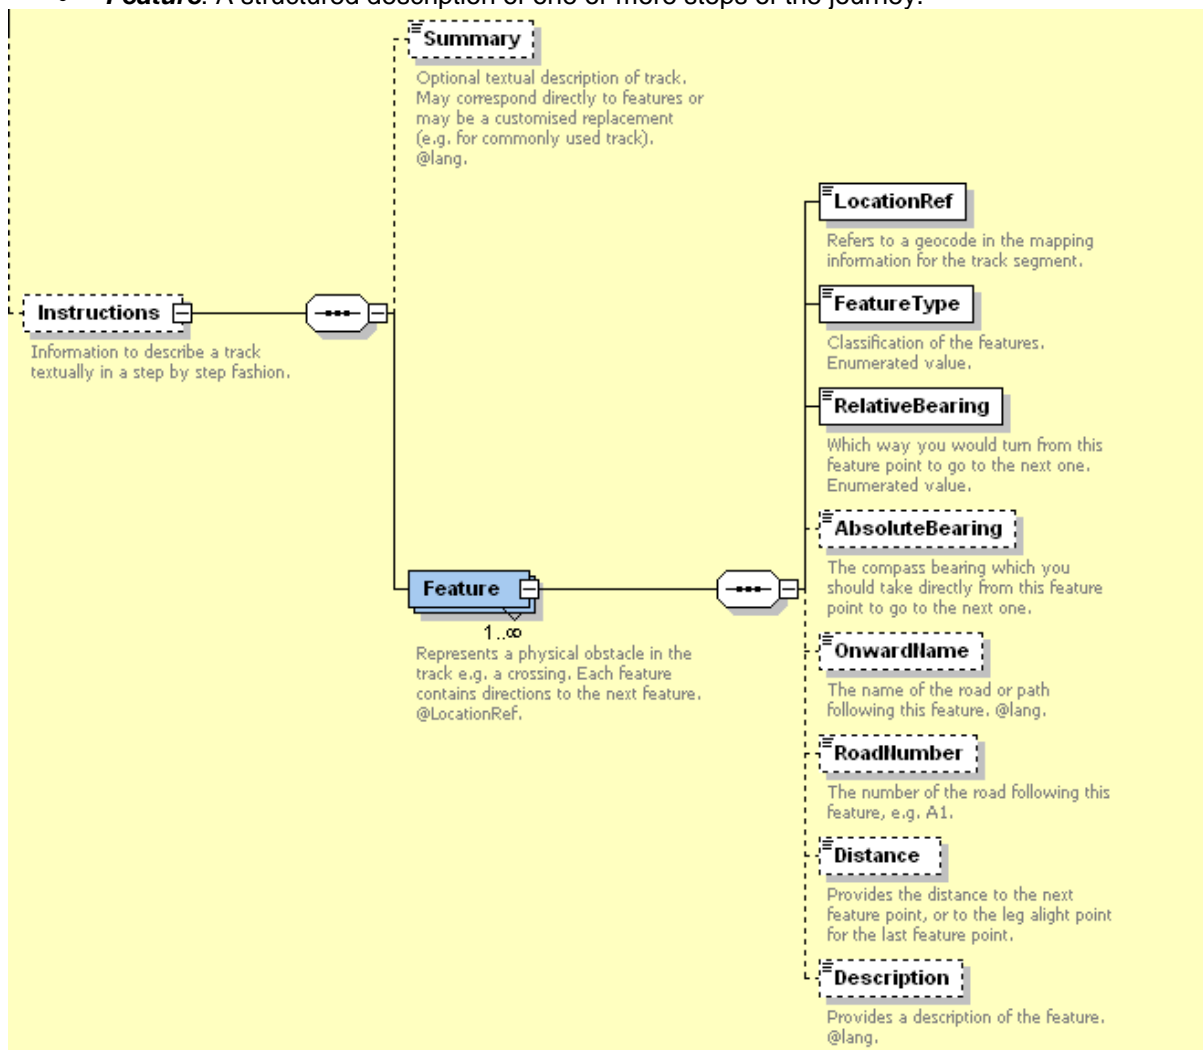 Feature: A structured description of one or more steps of the journey.
Summary
Optional textual description of track.
May correspond directly to features or
may be a customised replacement
(e.g. for commonly used track).
@lang.
Instructions
Information to describe a track
textually in a step by step fashion.
Feature
1..∞
Represents a physical obstacle in the
track e.g. a crossing. Each feature
contains directions to the next feature.
@LocationRef.
LocationRef
Refers to a geocode in the mapping
information for the track segment.
FeatureType
Classification of the features.
Enumerated value.
RelativeBearing
Which way you would turn from this
feature point to go to the next one.
Enumerated value.
AbsoluteBearing
The compass bearing which you
should take directly from this feature
point to go to the next one.
OnwardName
The name of the road or path
following this feature. @lang.
RoadNumber
The number of the road following this
feature, e.g. A1.
Distance
Provides the distance to the next
feature point, or to the leg alight point
for the last feature point.
Description
Provides a description of the feature.
@lang.